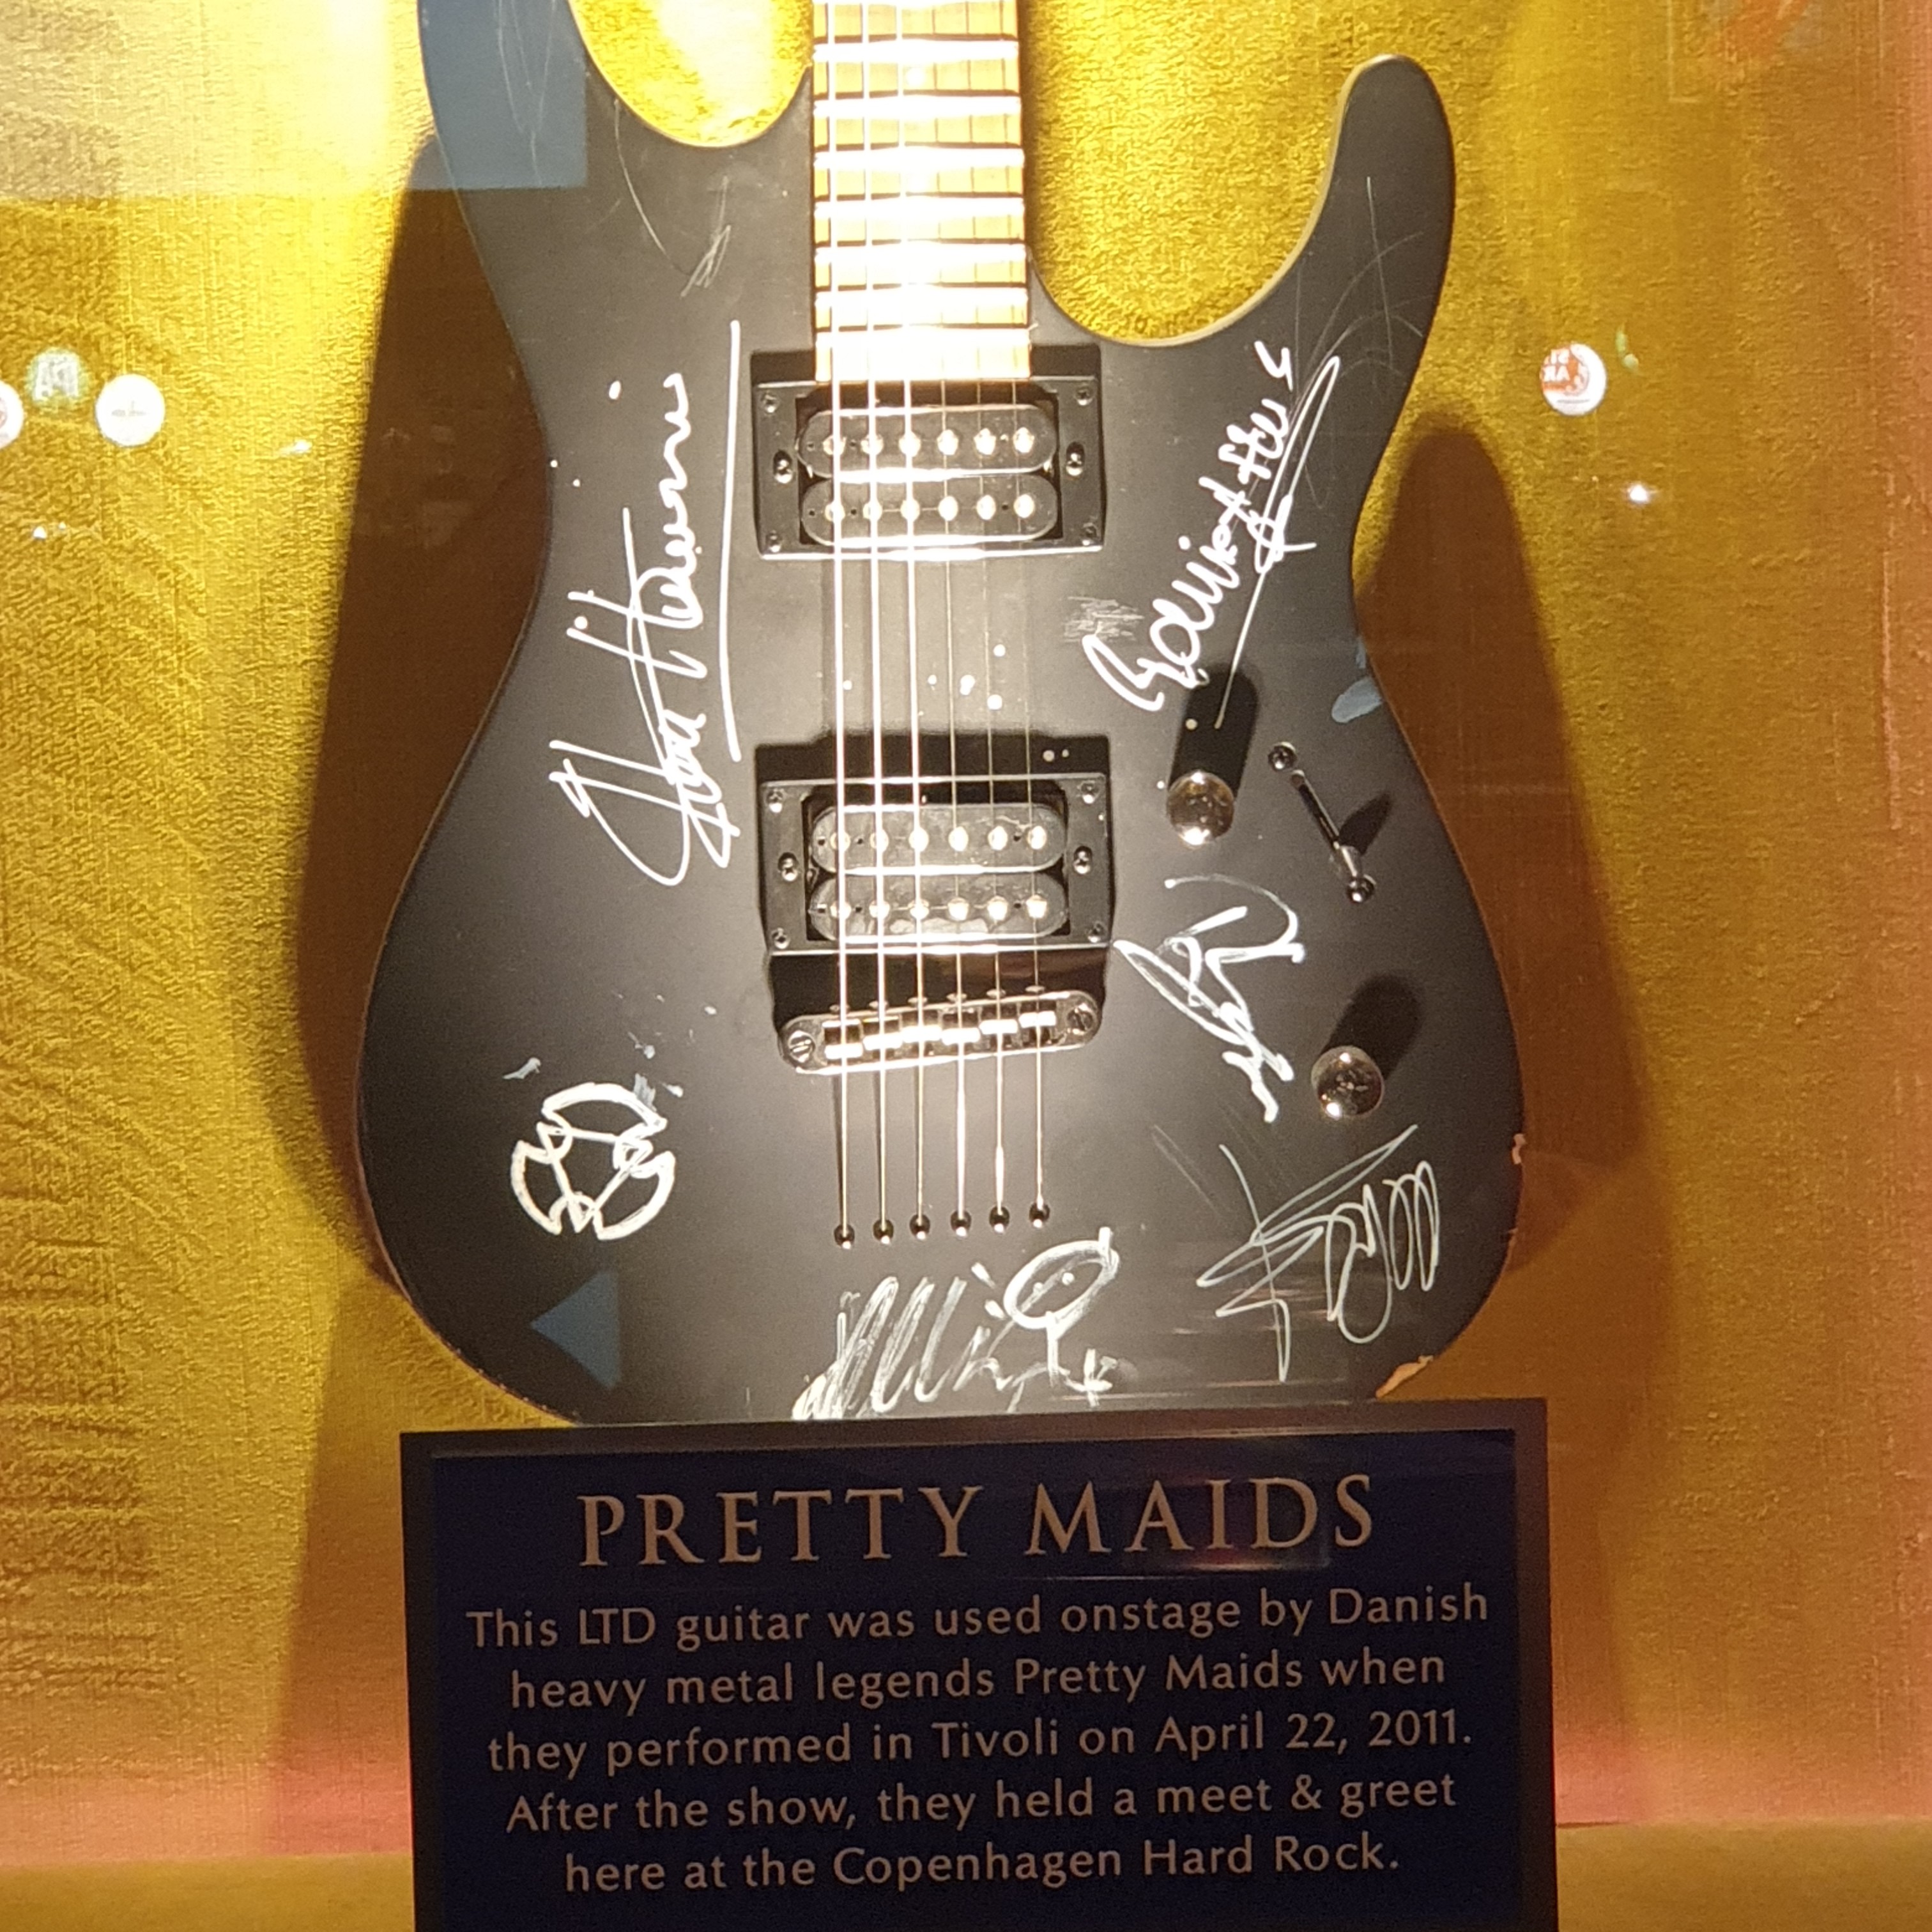 PRETTY MAIDS
This LTD guitar was used onstage by Danish
heavy metal legends Pretty Maids when
they performed in Tivoli on April 22, 2011.
After the show, they held a meet & greet
here at the Copenhagen Hard Rock.